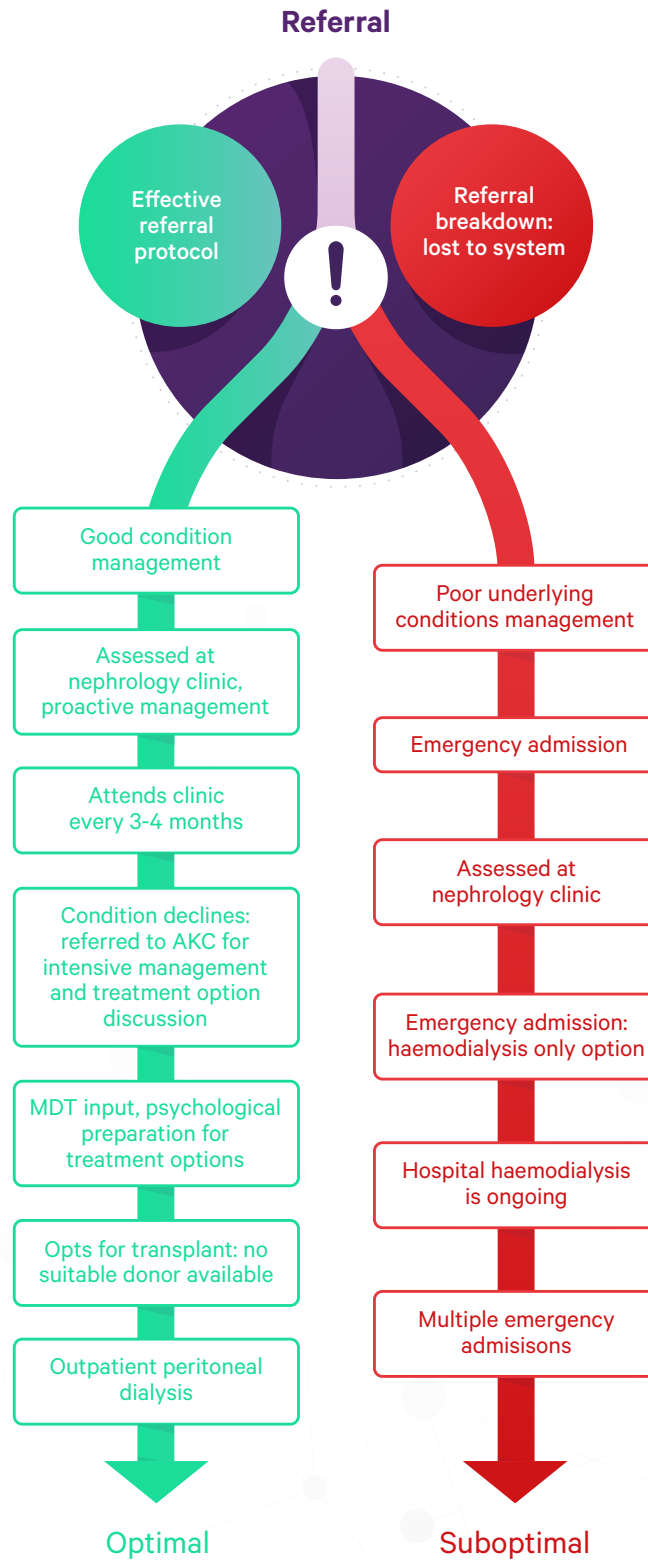 Referral
Effective
referral
protocol
!
Referral
breakdown:
lost to system
Good condition
management
Assessed at
nephrology clinic,
proactive management
Attends clinic
every 3-4 months
Condition declines:
referred to AKC for
intensive management
and treatment option
discussion
MDT input, psychological
preparation for
treatment options
Opts for transplant: no
suitable donor available
Outpatient peritoneal
dialysis
Optimal
Poor underlying
conditions management
Emergency admission
Assessed at
nephrology clinic
Emergency admission:
haemodialysis only option
Hospital haemodialysis
is ongoing
Multiple emergency
admisisons
Suboptimal